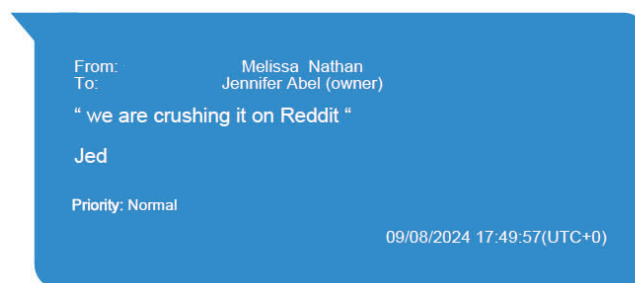 From: Melissa Nathan
To: Jennifer Abel (owner)
“ we are crushing it on Reddit “
Jed
Priority: Normal
09/08/2024 17:49:57(UTC+0)